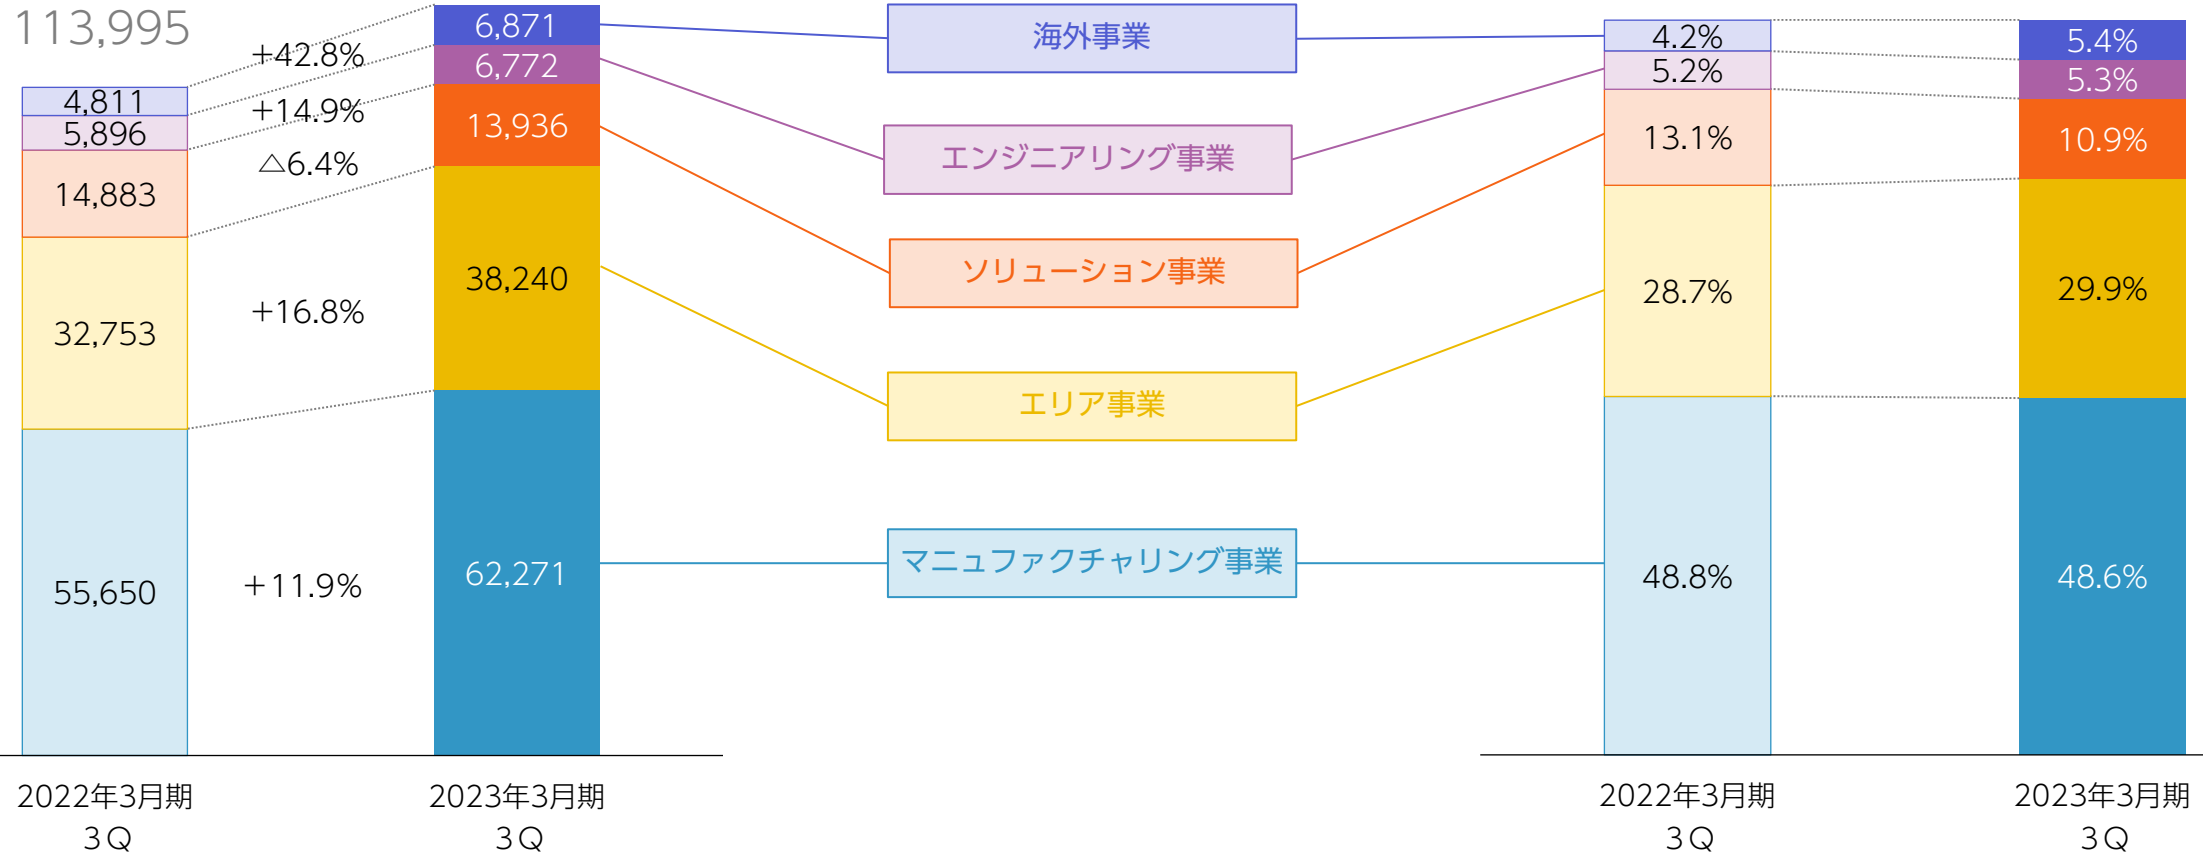 113,995
+42.8%
+14.9%
△6.4%
+16.8%
+11.9%
4,811
5,896
14,883
32,753
55,650
6,871
6,772
13,936
38,240
62,271
海外事業
エンジニアリング事業
ソリューション事業
エリア事業
マニュファクチャリング事業
4.2%
5.2%
13.1%
28.7%
48.8%
5.4%
5.3%
10.9%
29.9%
48.6%
2022年3月期
3Q
2023年3月期
3Q
2022年3月期
3Q
2023年3月期
3Q